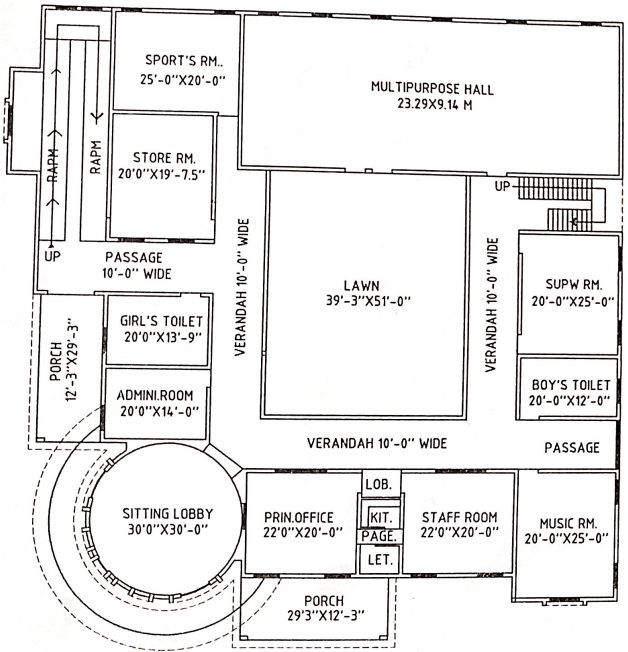 SPORT'S RM..
25'-0"X20'-0"
MULTIPURPOSE HALL
23.29X9.14 M
RAPM
RAPM
STORE RM.
20'0"X19'-7.5"
UP
UP
PASSAGE
10'-0" WIDE
VERANDAH 10'-0" WIDE
LAWN
39'-3"X51'-0"
VERANDAH 10'-0" WIDE
SUPW RM.
20'-0"X25'-0"
PORCH
12'-3"X29'-3"
GIRL'S TOILET
20'0"X13'-9"
ADMINI.ROOM
20'0"X14'-0"
BOY'S TOILET
20'-0"X12'-0"
VERANDAH 10'-0" WIDE
PASSAGE
SITTING LOBBY
30'0"X30'-0"
PRIN.OFFICE
22'0"X20'-0"
LOB.
KIT.
PAGE.
LET.
STAFF ROOM
22'0"X20'-0"
MUSIC RM.
20'-0"X25'-0"
PORCH
29'3"X12'-3"